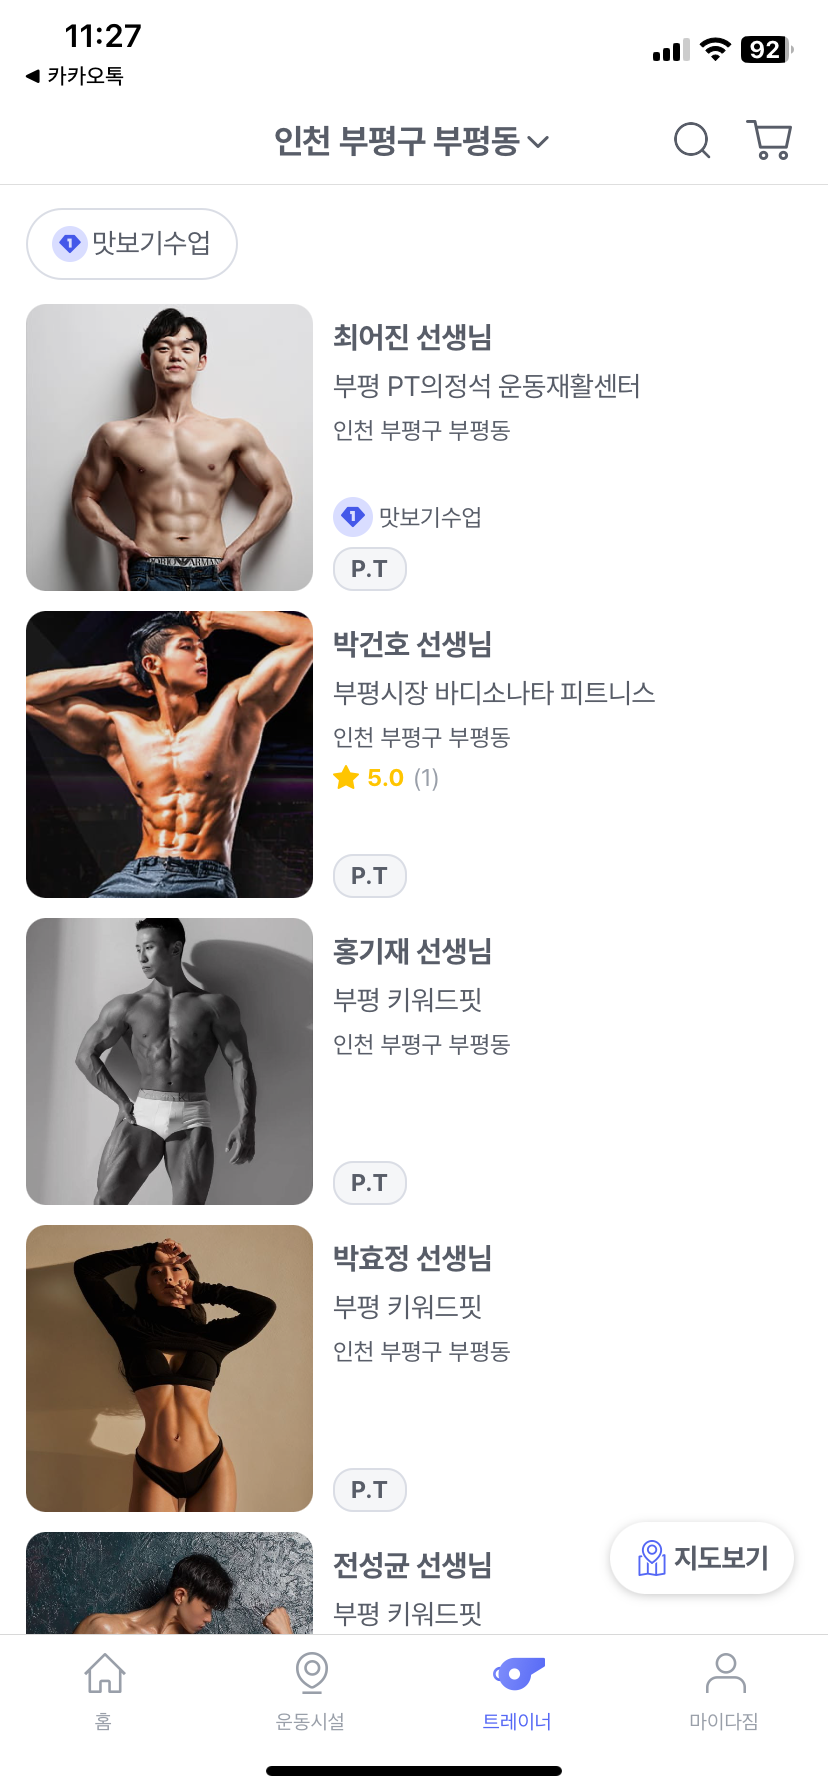 11:27
92
◀ 카카오톡
인천 부평구 부평동
1 맛보기수업
최어진 선생님
부평 PT의정석 운동재활센터
인천 부평구 부평동
1 맛보기수업
P.T
박건호 선생님
부평시장 바디소나타 피트니스
인천 부평구 부평동
5.0 (1)
P.T
홍기재 선생님
부평 키워드핏
인천 부평구 부평동
P.T
박효정 선생님
부평 키워드핏
인천 부평구 부평동
P.T
전성균 선생님
지도보기
부평 키워드핏
홈
운동시설
트레이너
마이다짐